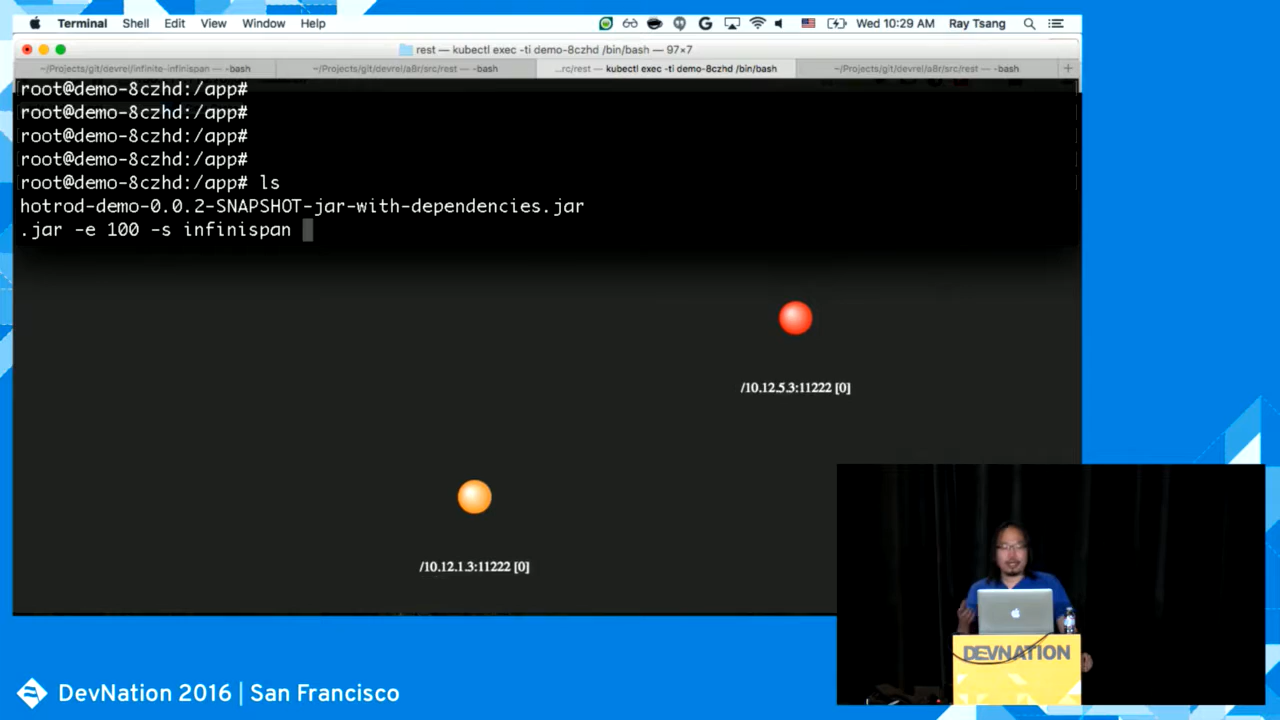 Terminal Shell Edit View Window Help Wed 10:29 AM Ray Tsang
rest — kubectl exec -ti demo-8czhd /bin/bash — 97×7
~/Projects/git/devrel/infinite-infinispan — -bash ~/Projects/git/devrel/a8r/src/rest — -bash ...rc/rest — kubectl exec -ti demo-8czhd /bin/bash ~/Projects/git/devrel/a8r/src/rest — -bash
root@demo-8czhd:/app#
root@demo-8czhd:/app#
root@demo-8czhd:/app#
root@demo-8czhd:/app#
root@demo-8czhd:/app# ls
hotrod-demo-0.0.2-SNAPSHOT-jar-with-dependencies.jar
.jar -e 100 -s infinispan
/10.12.5.3:11222 [0]
/10.12.1.3:11222 [0]
DEVNATION
DevNation 2016 | San Francisco